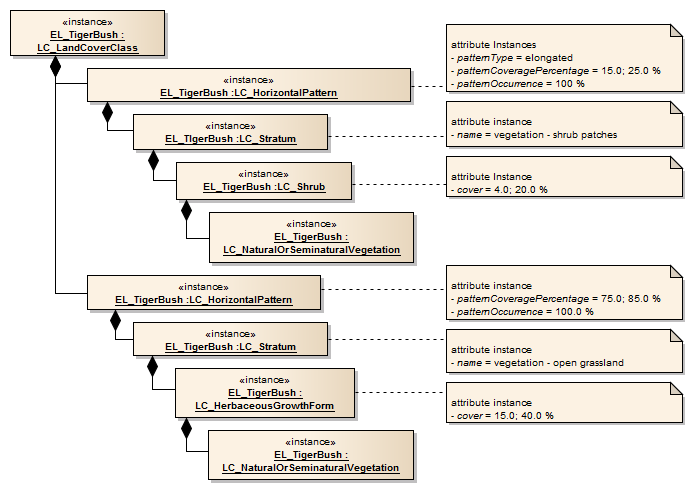 «instance»
EL_TigerBush :
LC_LandCoverClass
«instance»
EL_TigerBush :LC_HorizontalPattern
attribute Instances
- patternType = elongated
- patternCoveragePercentage = 15.0; 25.0 %
- patternOccurrence = 100 %
«instance»
EL_TigerBush :LC_Stratum
attribute instance
- name = vegetation - shrub patches
«instance»
EL_TigerBush :LC_Shrub
attribute Instance
- cover = 4.0; 20.0 %
«instance»
EL_TigerBush :
LC_NaturalOrSeminaturalVegetation
«instance»
EL_TigerBush :LC_HorizontalPattern
attribute instance
- patternCoveragePercentage = 75.0; 85.0 %
- patternOccurrence = 100.0 %
«instance»
EL_TigerBush :LC_Stratum
attribute instance
- name = vegetation - open grassland
«instance»
EL_TigerBush :
LC_HerbaceousGrowthForm
attribute instance
- cover = 15.0; 40.0 %
«instance»
EL_TigerBush :
LC_NaturalOrSeminaturalVegetation